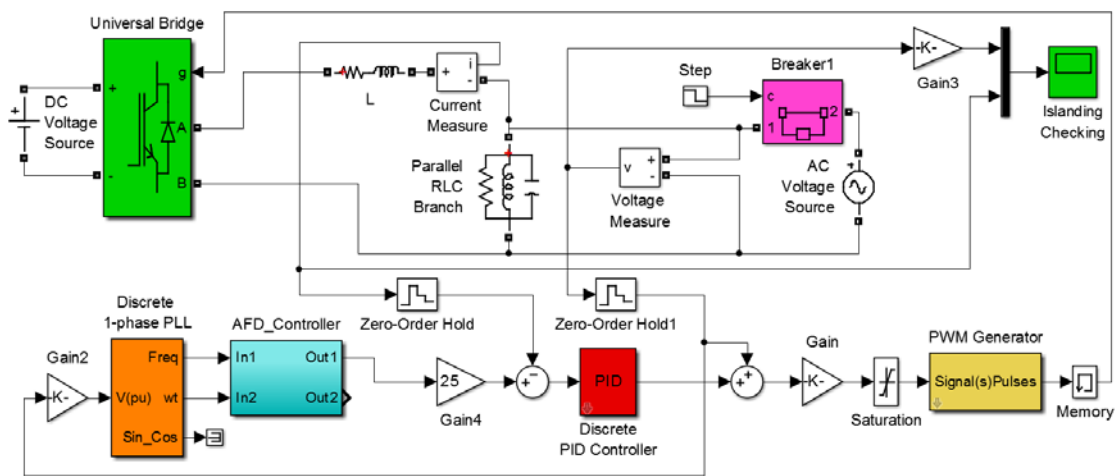 Universal Bridge
g
A
B
+
-
+
DC
Voltage
Source
L
+
-
i
Current
Measure
Parallel
RLC
Branch
v
+
-
Voltage
Measure
Step
Breaker1
c
1
2
AC
Voltage
Source
+
-K-
Gain3
Islanding
Checking
Discrete
1-phase PLL
Freq
V(pu)
wt
Sin_Cos
Gain2
-K-
AFD_Controller
In1
In2
Out1
Out2
Zero-Order Hold
25
Gain4
+
−
PID
Discrete
PID Controller
Zero-Order Hold1
+
+
Gain
-K-
Saturation
PWM Generator
Signal(s)Pulses
Memory